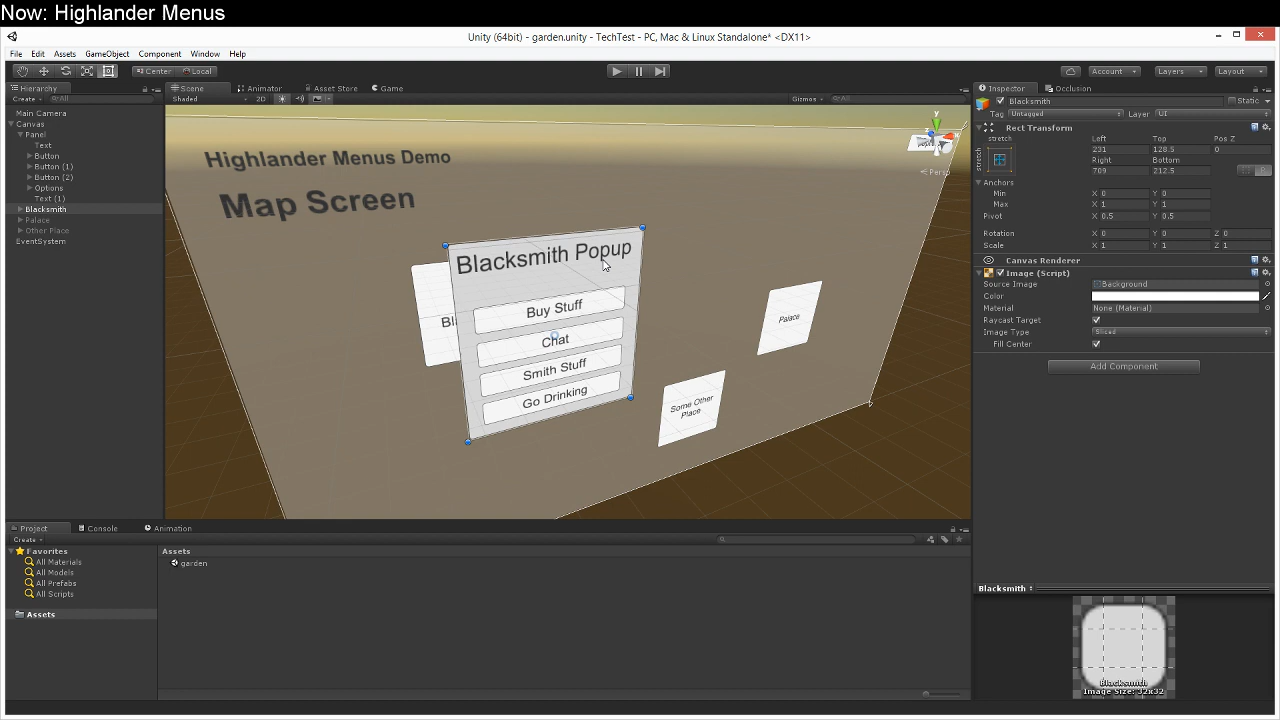 Now: Highlander Menus
Unity (64bit) - garden.unity - TechTest - PC, Mac & Linux Standalone* <DX11>
File Edit Assets GameObject Component Window Help
Center Local Account Layers Layout
Hierarchy
Create All
Main Camera
Canvas
Panel
Text
Button
Button (1)
Button (2)
Options
Text (1)
Blacksmith
Palace
Other Place
EventSystem
Scene Animator Asset Store Game
Shaded 2D Gizmos All
Highlander Menus Demo
Map Screen
Bl
Blacksmith Popup
Buy Stuff
Chat
Smith Stuff
Go Drinking
Palace
Some Other
Place
y
x
Persp
Inspector Occlusion
Blacksmith Static
Tag Untagged Layer UI
Rect Transform
stretch Left Top Pos Z
stretch 231 128.5 0
Right Bottom
709 212.5 R
Anchors
Min X 0 Y 0
Max X 1 Y 1
Pivot X 0.5 Y 0.5
Rotation X 0 Y 0 Z 0
Scale X 1 Y 1 Z 1
Canvas Renderer
Image (Script)
Source Image Background
Color
Material None (Material)
Raycast Target
Image Type Sliced
Fill Center
Add Component
Project Console Animation
Create
Favorites
All Materials
All Models
All Prefabs
All Scripts
Assets
Assets
garden
Blacksmith
Blacksmith
Image Size: 32x32